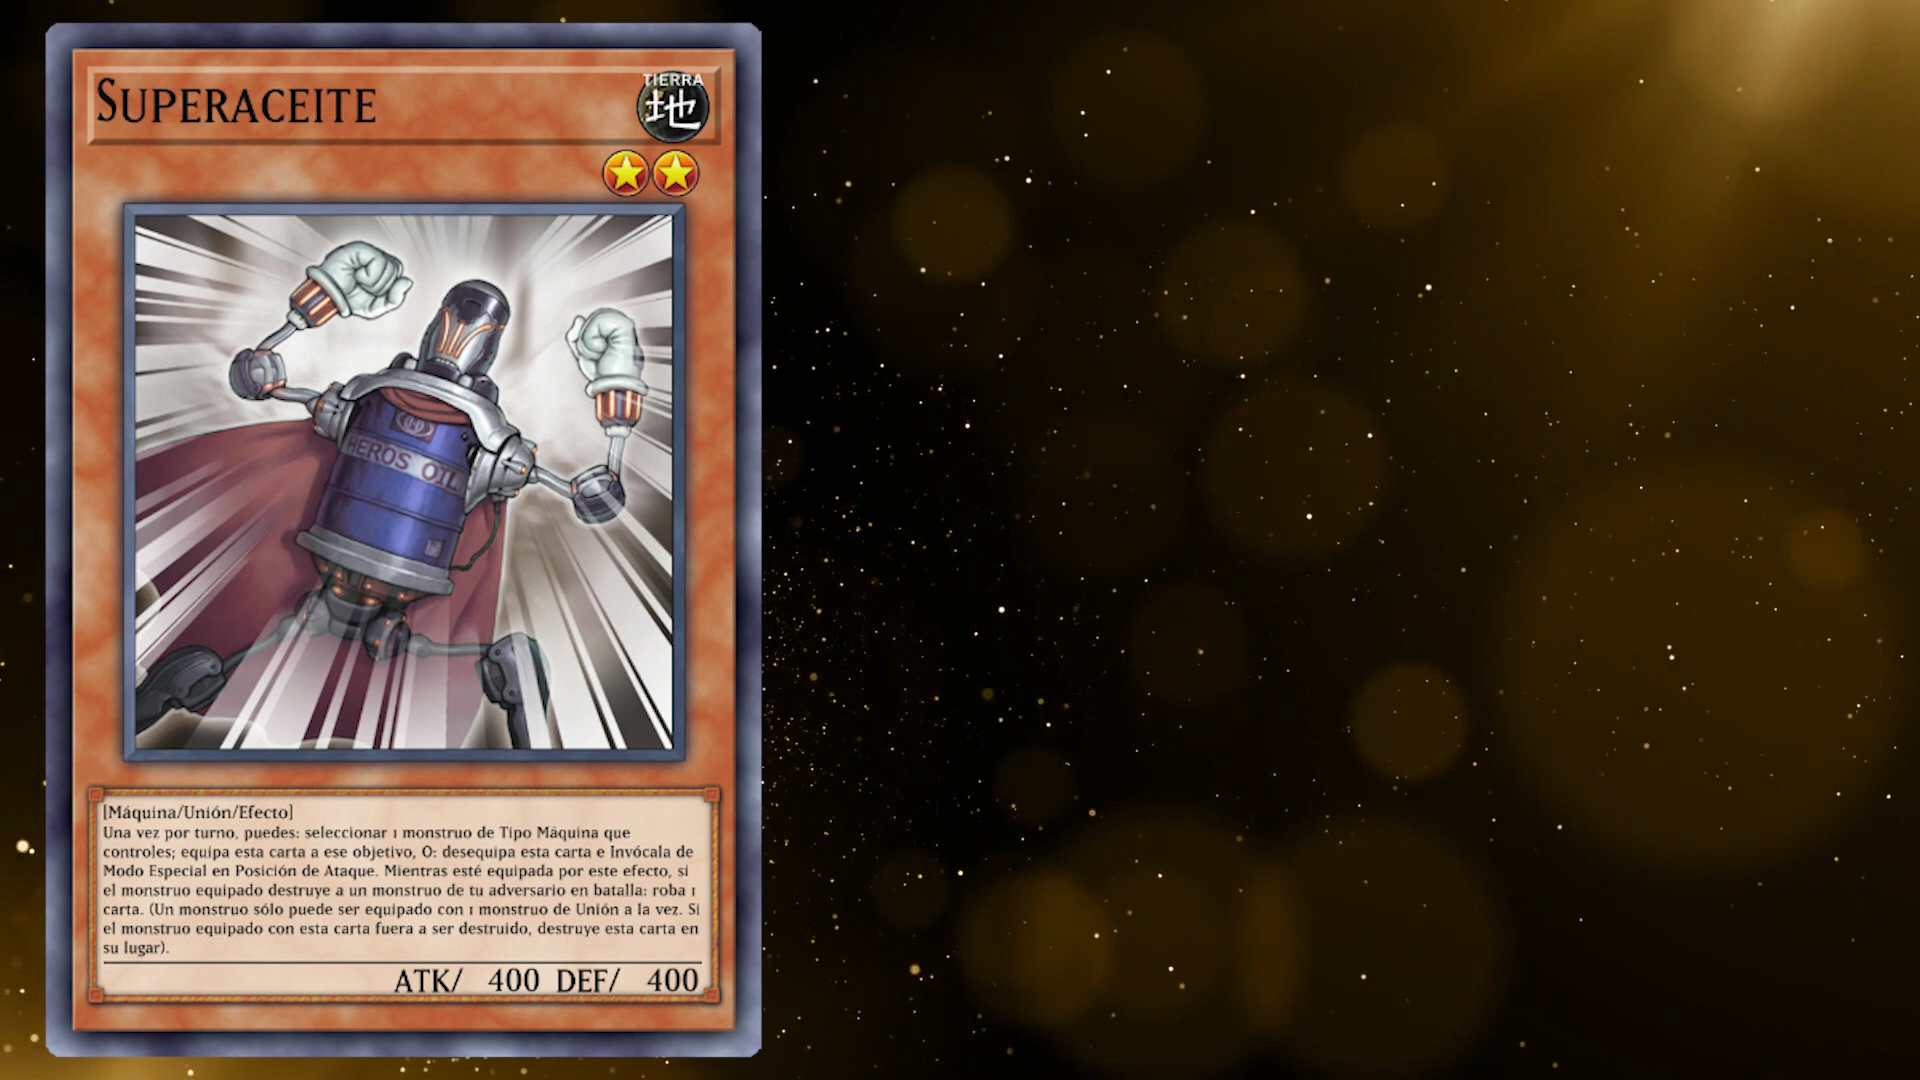 SUPERACEITE
TIERRA
地
HEROS OIL
[Máquina/Unión/Efecto]
Una vez por turno, puedes: seleccionar 1 monstruo de Tipo Máquina que
controles; equipa esta carta a ese objetivo, O: desequipa esta carta e Invócala de
Modo Especial en Posición de Ataque. Mientras esté equipada por este efecto, si
el monstruo equipado destruye a un monstruo de tu adversario en batalla: roba 1
carta. (Un monstruo sólo puede ser equipado con 1 monstruo de Unión a la vez. Si
el monstruo equipado con esta carta fuera a ser destruido, destruye esta carta en
su lugar).
ATK/ 400 DEF/ 400